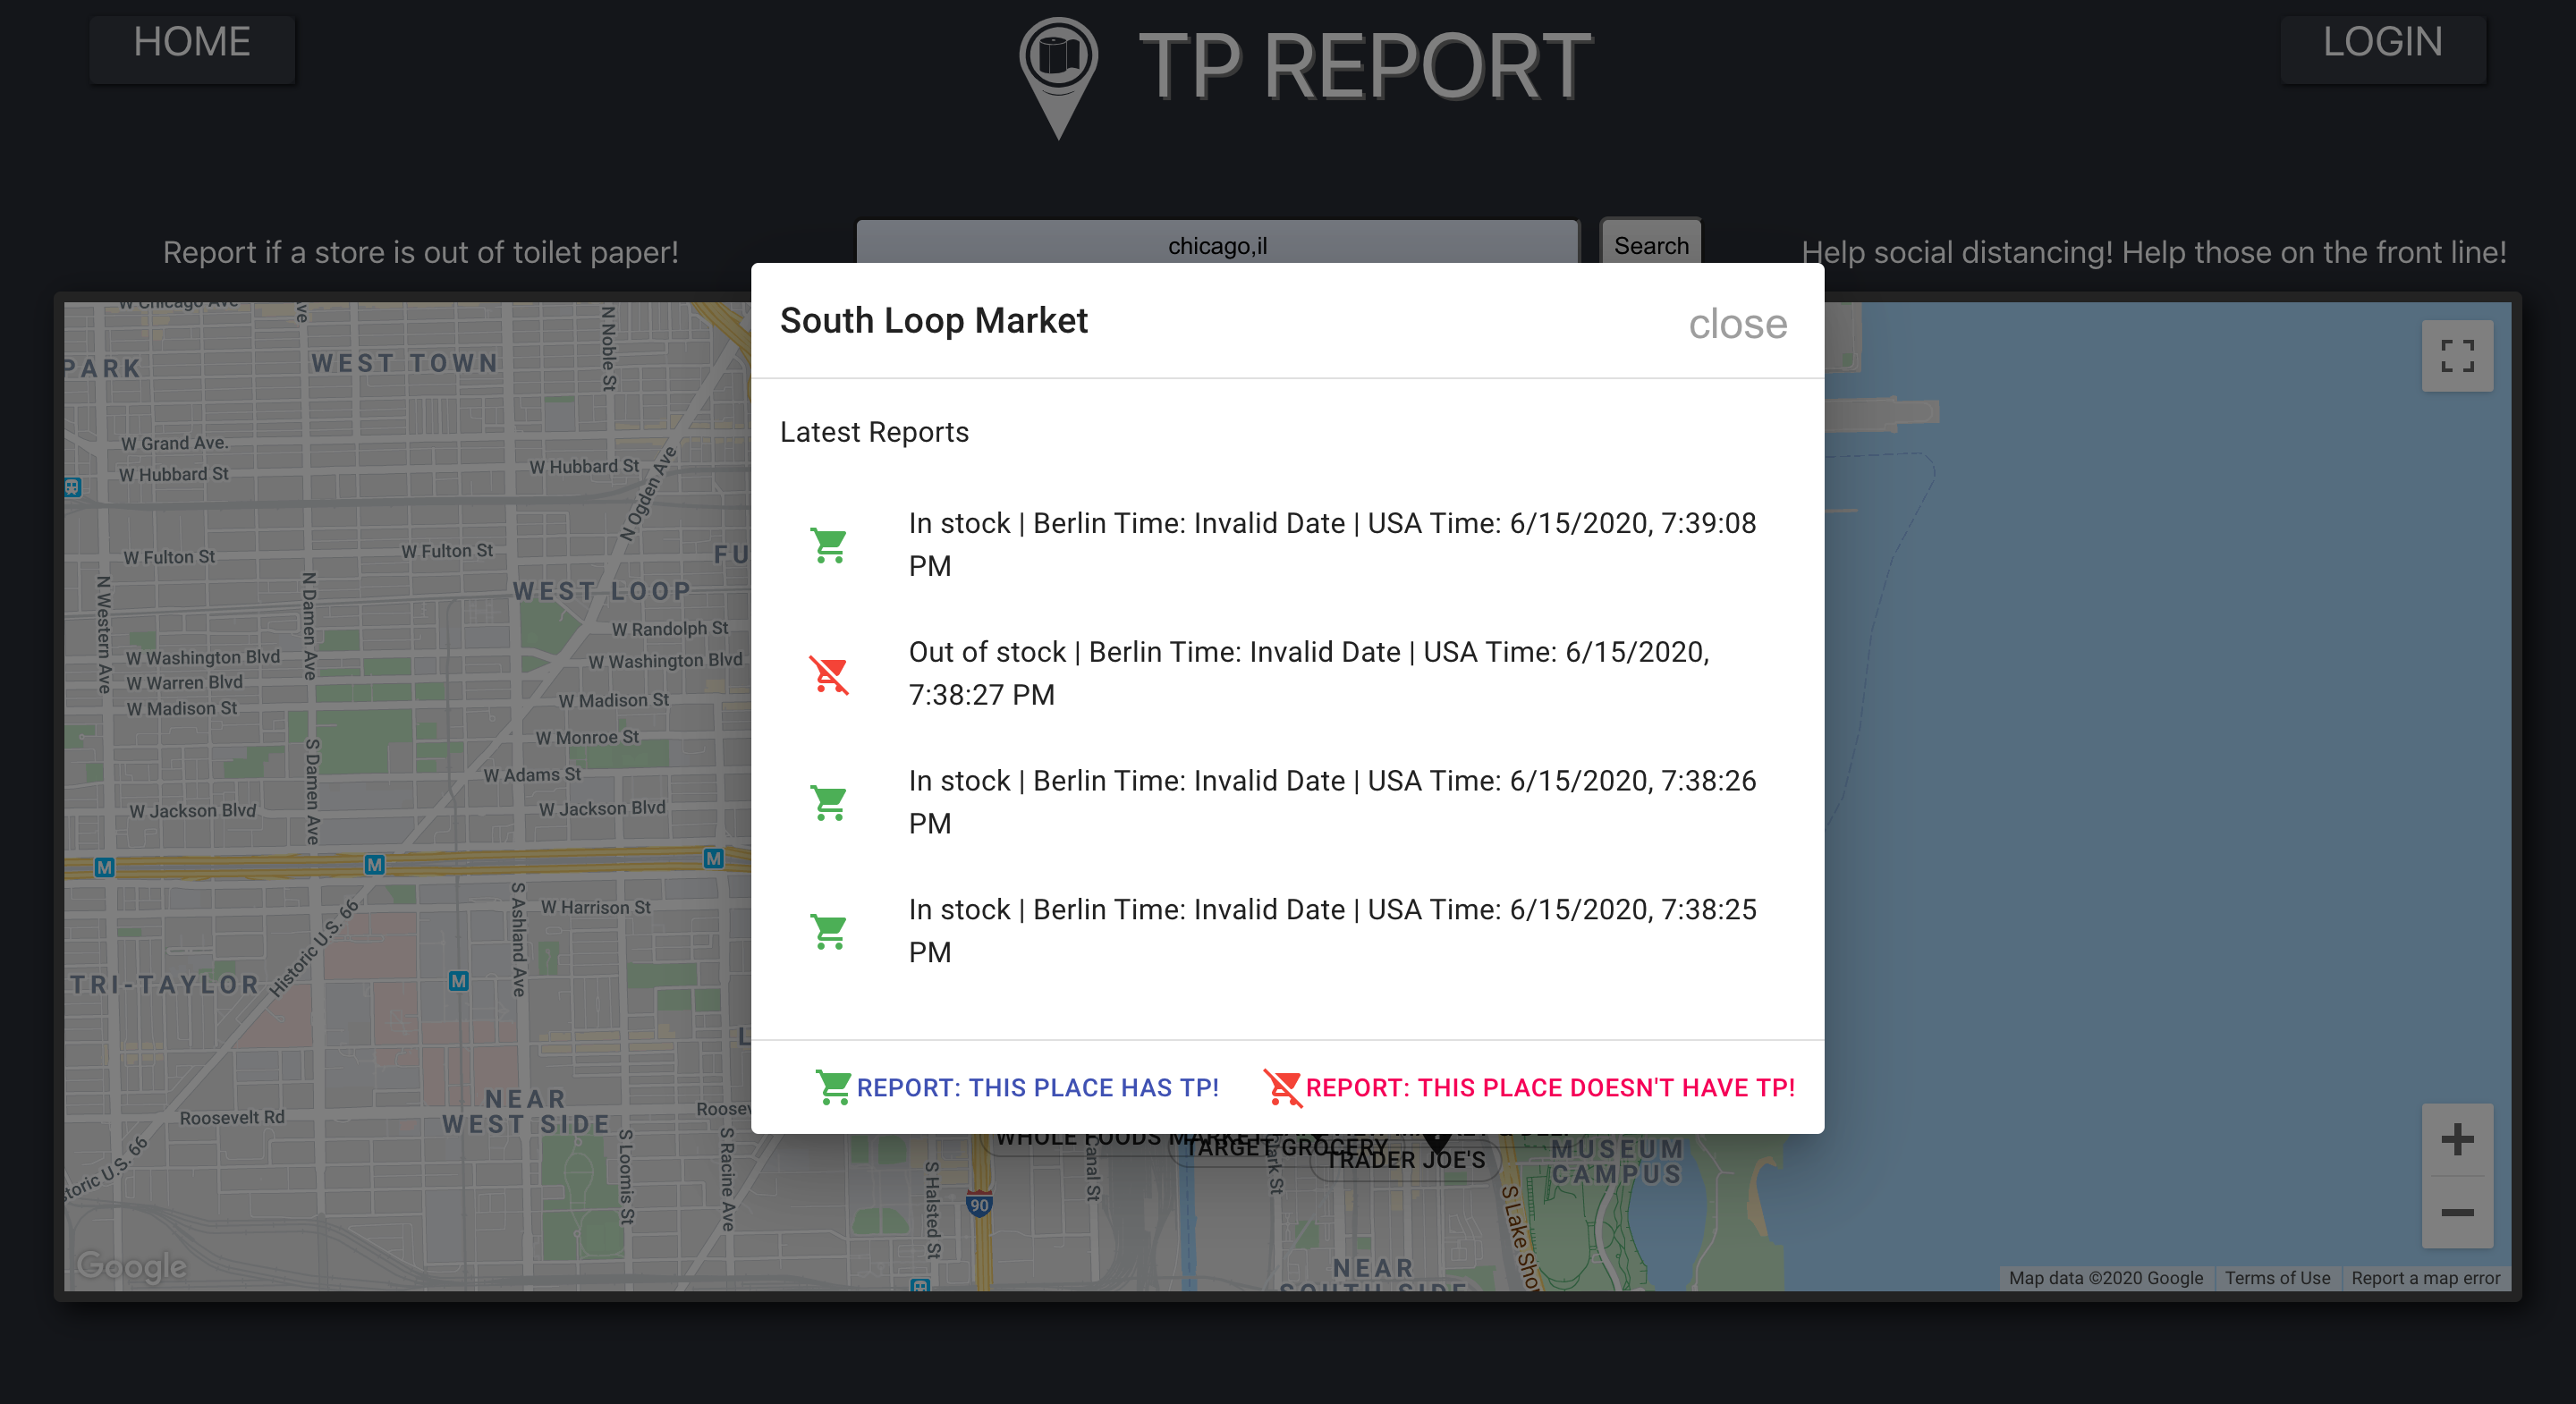 HOME
TP REPORT
LOGIN
Report if a store is out of toilet paper!
chicago,il
Search
Help social distancing! Help those on the front line!
South Loop Market
close
Latest Reports
In stock | Berlin Time: Invalid Date | USA Time: 6/15/2020, 7:39:08
PM
Out of stock | Berlin Time: Invalid Date | USA Time: 6/15/2020,
7:38:27 PM
In stock | Berlin Time: Invalid Date | USA Time: 6/15/2020, 7:38:26
PM
In stock | Berlin Time: Invalid Date | USA Time: 6/15/2020, 7:38:25
PM
REPORT: THIS PLACE HAS TP!
REPORT: THIS PLACE DOESN'T HAVE TP!
W Chicago Ave
Ave
N Noble St
PARK
WEST TOWN
W Grand Ave.
W Hubbard St
W Hubbard St
N Ogden Ave
W Fulton St
W Fulton St
FU
N Western Ave
N Damen Ave
WEST LOOP
W Randolph St
W Washington Blvd
W Washington Blvd
W Warren Blvd
W Madison St
W Madison St
W Monroe St
S Damen Ave
W Adams St
W Jackson Blvd
W Jackson Blvd
M
M
M
S Ashland Ave
W Harrison St
Historic U.S. 66
TRI-TAYLOR
M
L
NEAR
WEST SIDE
Roosevelt Rd
Roosev
storic U.S. 66
S Loomis St
S Racine Ave
S Halsted St
anal St
ark St
90
WHOLE FOODS MARKET
TARGET GROCERY
TRADER JOE'S
MUSEUM
CAMPUS
S Lake Shor
NEAR
SOUTH SIDE
Google
Map data ©2020 Google
Terms of Use
Report a map error